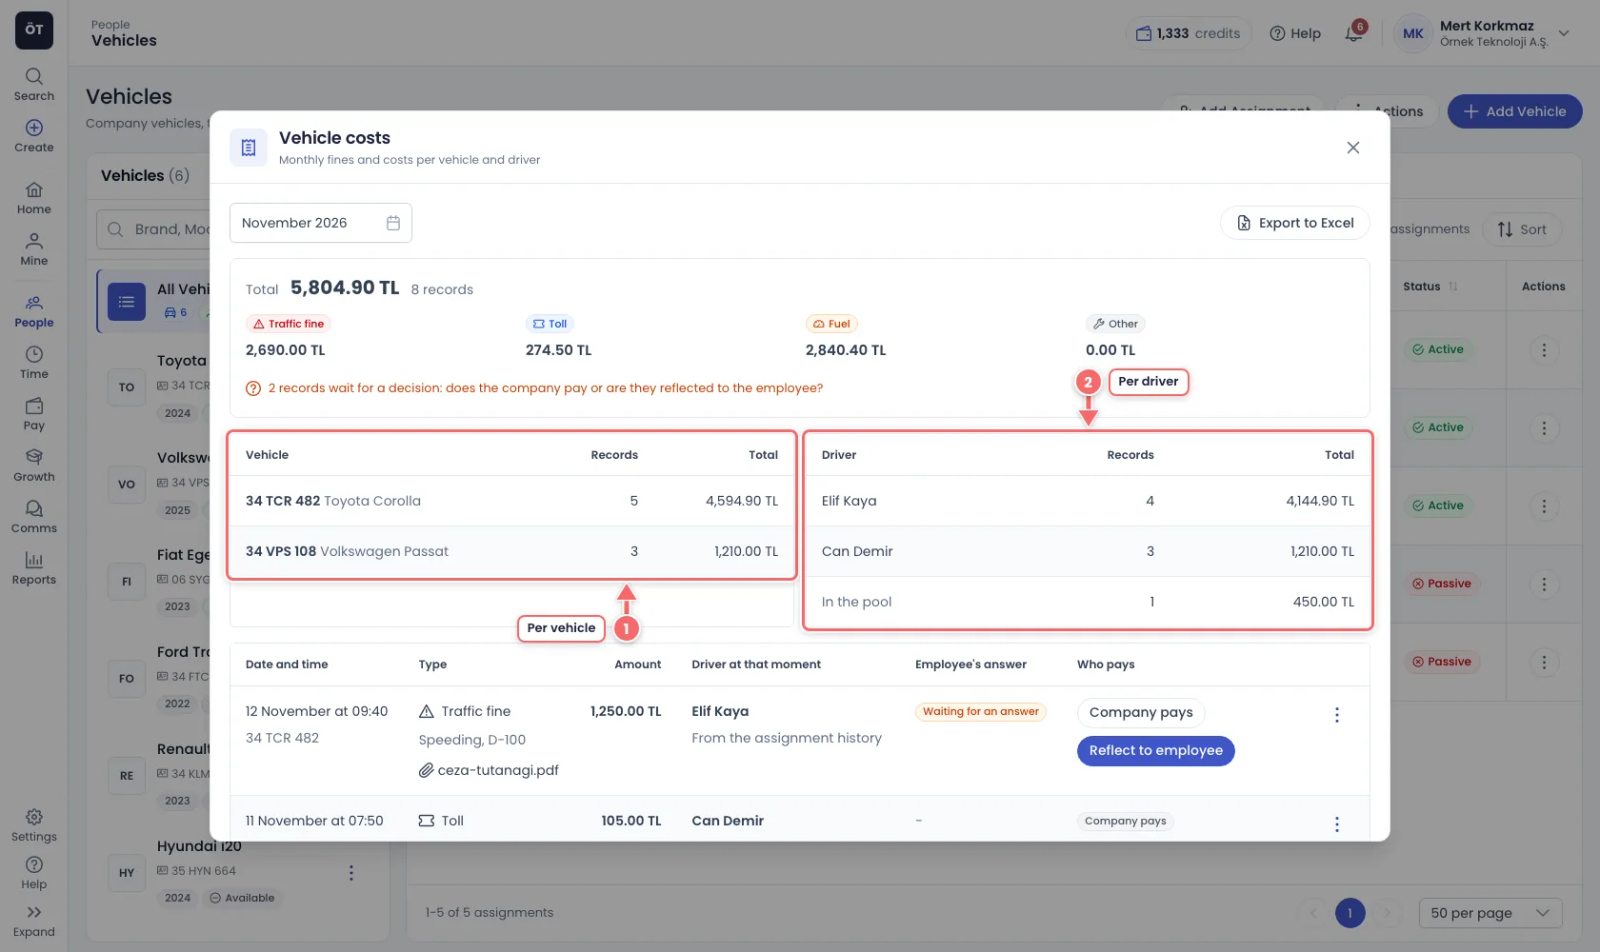 ÖT
People
Vehicles
1,333 credits
Help
6
MK
Mert Korkmaz
Örnek Teknoloji A.Ş.
Search
Create
Home
Mine
People
Time
Pay
Growth
Comms
Reports
Settings
Help
Expand
Vehicles
Company vehicles,
Add Assignment
Actions
Add Vehicle
Vehicles (6)
Brand,
assignments
Sort
All
6
Status
Actions
TO
Toyota
34 TCR
2024
Active
VO
34 VPS
2025
Active
FI
Fiat
2023
Active
FO
Ford
34 FTC
2022
Passive
RE
Renault
34 KLM
2023
Passive
HY
Hyundai i20
35 HYN 664
2024
Available
1-5 of 5 assignments
1
50 per page
Vehicle costs
Monthly fines and costs per vehicle and driver
November 2026
Export to Excel
Total 5,804.90 TL 8 records
Traffic fine
Toll
Fuel
Other
2,690.00 TL
274.50 TL
2,840.40 TL
0.00 TL
2 records wait for a decision: does the company pay or are they reflected to the employee?
2
Per driver
Vehicle Records Total
34 TCR 482 Toyota Corolla 5 4,594.90 TL
34 VPS 108 Volkswagen Passat 3 1,210.00 TL
Per vehicle
1
Driver Records Total
Elif Kaya 4 4,144.90 TL
Can Demir 3 1,210.00 TL
In the pool 1 450.00 TL
Date and time Type Amount Driver at that moment Employee's answer Who pays
12 November at 09:40 Traffic fine 1,250.00 TL Elif Kaya Waiting for an answer Company pays
34 TCR 482 Speeding, D-100 From the assignment history Reflect to employee
ceza-tutanagi.pdf
11 November at 07:50 Toll 105.00 TL Can Demir - Company pays